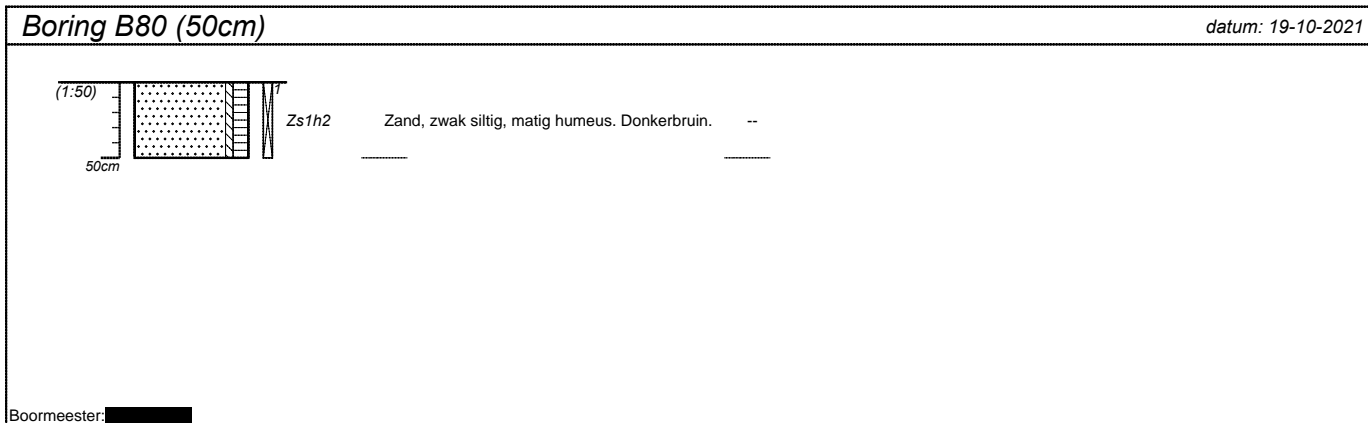 Boring B80 (50cm) datum: 19-10-2021
(1:50) 1
Zs1h2 Zand, zwak siltig, matig humeus. Donkerbruin. --
50cm
Boormeester: